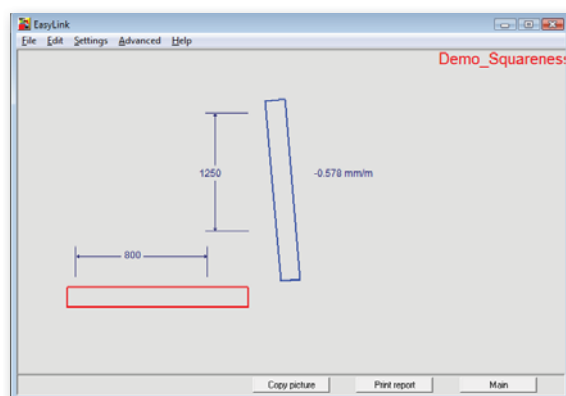 EasyLink
File Edit Settings Advanced Help
Demo_Squareness
1250
-0.578 mm/m
800
Copy picture Print report Main